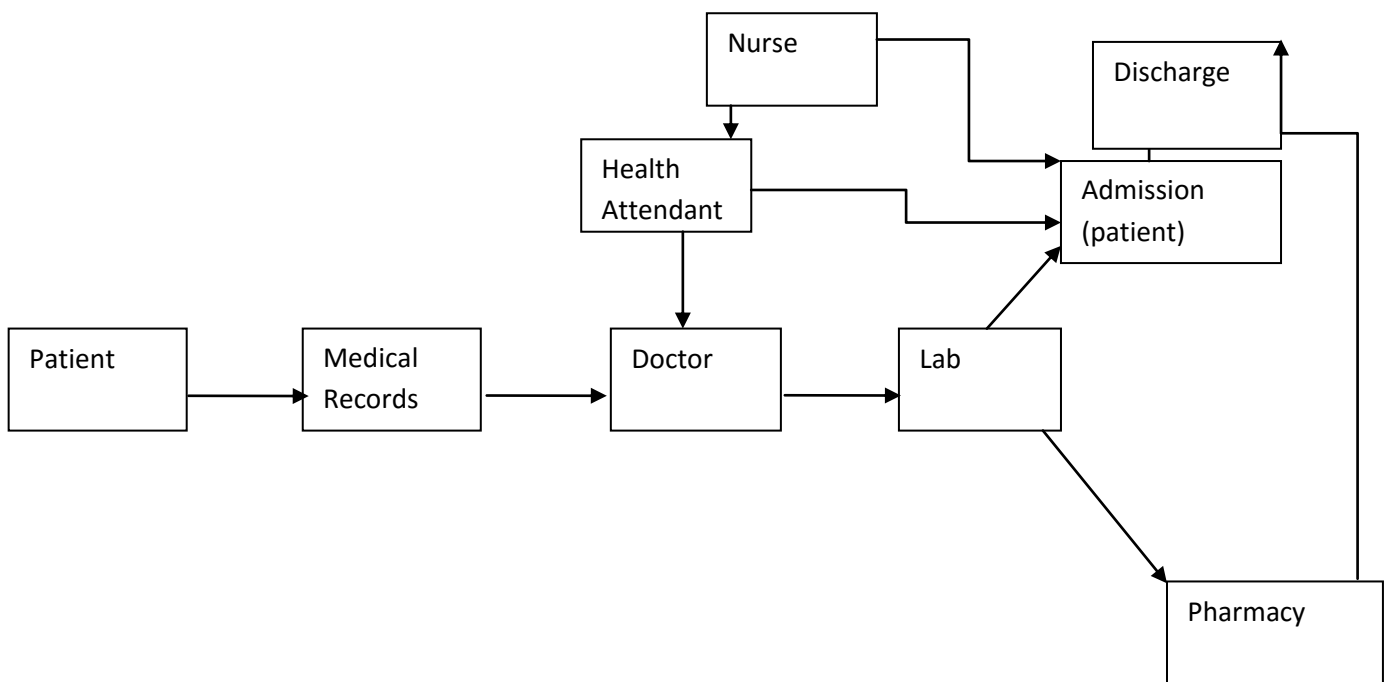 Nurse
Discharge
Health
Attendant
Admission
(patient)
Patient
Medical
Records
Doctor
Lab
Pharmacy